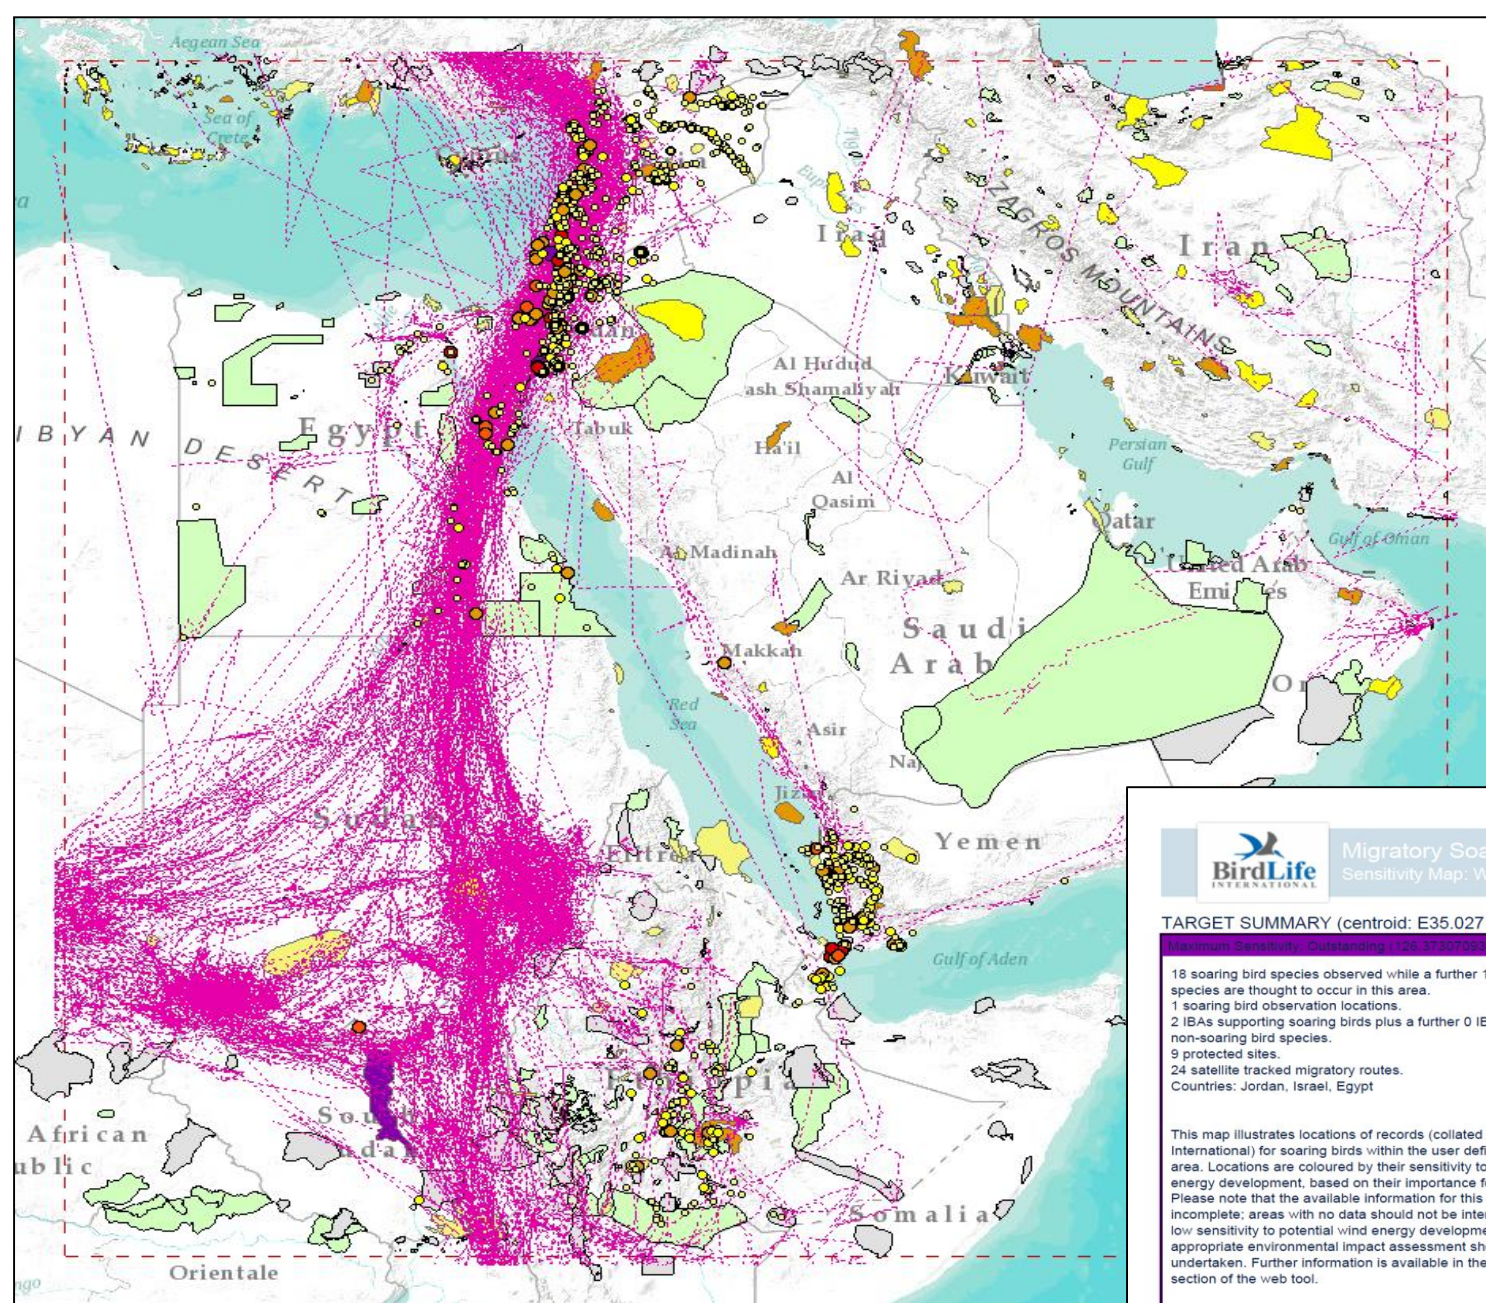 Aegean Sea
Sea of
Crete
Iraq
Iran
ZAGROS MOUNTAINS
Al Hudud
ash Shamaliyah
Kuwait
Egypt
IBYAN DESERT
Tabuk
Ha'il
Al
Qasim
Persian
Gulf
Qatar
Gulf of Oman
Al Madinah
Ar Riyad
United Arab
Saudi
Arab
Makkah
Red
Sea
Asir
Naj
Sudan
Eritrea
Yemen
Gulf of Aden
Ethiopia
African
ublic
Somalia
Orientale
ngo
BirdLife
INTERNATIONAL
Migratory Soa
Sensitivity Map: W
TARGET SUMMARY (centroid: E35.027
Maximum Sensitivity: Outstanding (126.37307093
18 soaring bird species observed while a further 1
species are thought to occur in this area.
1 soaring bird observation locations.
2 IBAs supporting soaring birds plus a further 0 IB
non-soaring bird species.
9 protected sites.
24 satellite tracked migratory routes.
Countries: Jordan, Israel, Egypt
This map illustrates locations of records (collated
International) for soaring birds within the user defi
area. Locations are coloured by their sensitivity to
energy development, based on their importance fo
Please note that the available information for this
incomplete; areas with no data should not be inter
low sensitivity to potential wind energy developme
appropriate environmental impact assessment sh
undertaken. Further information is available in the
section of the web tool.